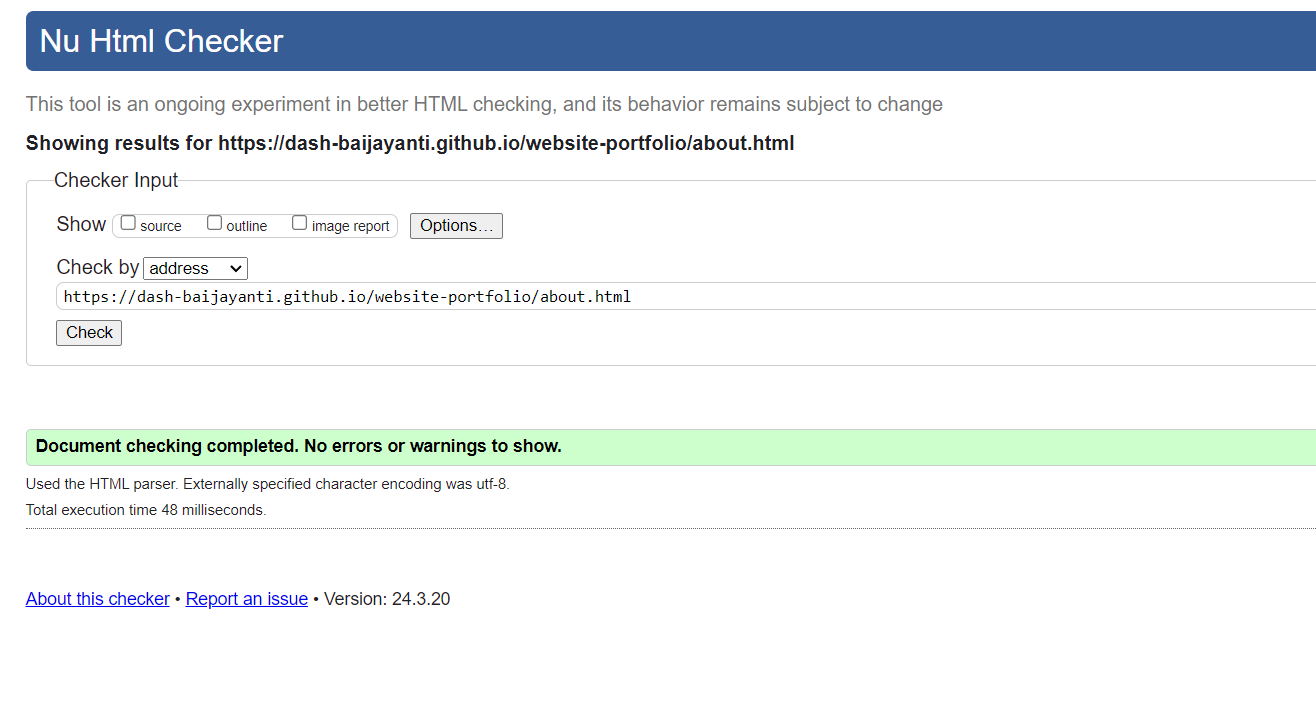 Nu Html Checker
This tool is an ongoing experiment in better HTML checking, and its behavior remains subject to change
Showing results for https://dash-baijayanti.github.io/website-portfolio/about.html
Checker Input
Show source outline image report Options…
Check by address
https://dash-baijayanti.github.io/website-portfolio/about.html
Check
Document checking completed. No errors or warnings to show.
Used the HTML parser. Externally specified character encoding was utf-8.
Total execution time 48 milliseconds.
About this checker • Report an issue • Version: 24.3.20